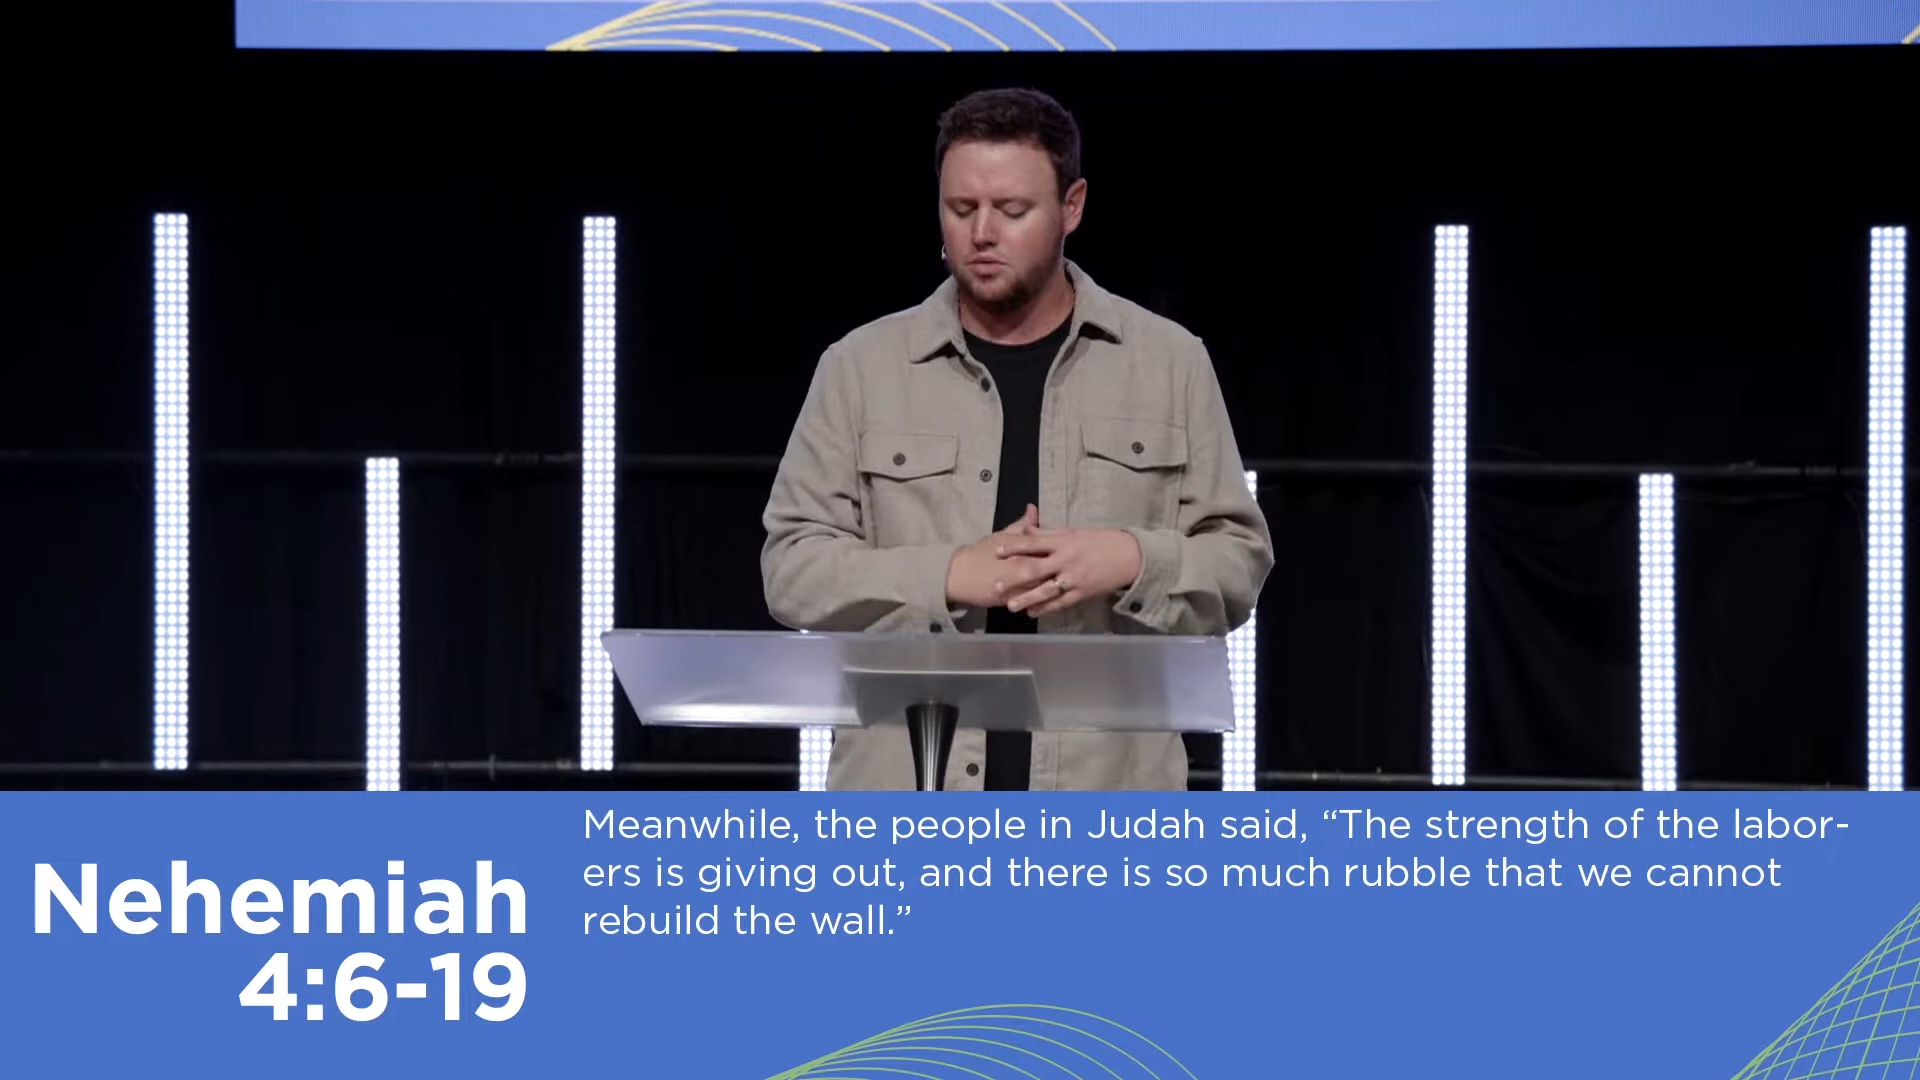 Nehemiah
4:6-19
Meanwhile, the people in Judah said, “The strength of the labor-
ers is giving out, and there is so much rubble that we cannot
rebuild the wall.”